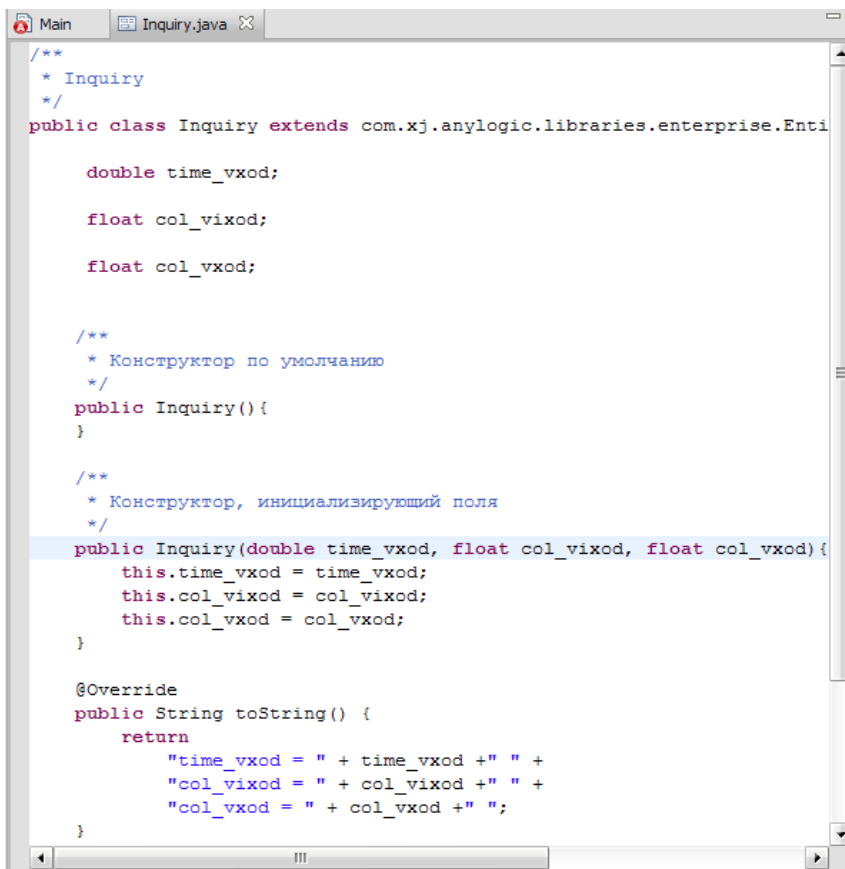 Main Inquiry.java
/**
 * Inquiry
 */
public class Inquiry extends com.xj.anylogic.libraries.enterprise.Enti
double time_vxod;
float col_vixod;
float col_vxod;
/**
 * Конструктор по умолчанию
 */
public Inquiry(){
}
/**
 * Конструктор, инициализирующий поля
 */
public Inquiry(double time_vxod, float col_vixod, float col_vxod){
this.time_vxod = time_vxod;
this.col_vixod = col_vixod;
this.col_vxod = col_vxod;
}
@Override
public String toString() {
return
"time_vxod = " + time_vxod +" " +
"col_vixod = " + col_vixod +" " +
"col_vxod = " + col_vxod +" ";
}